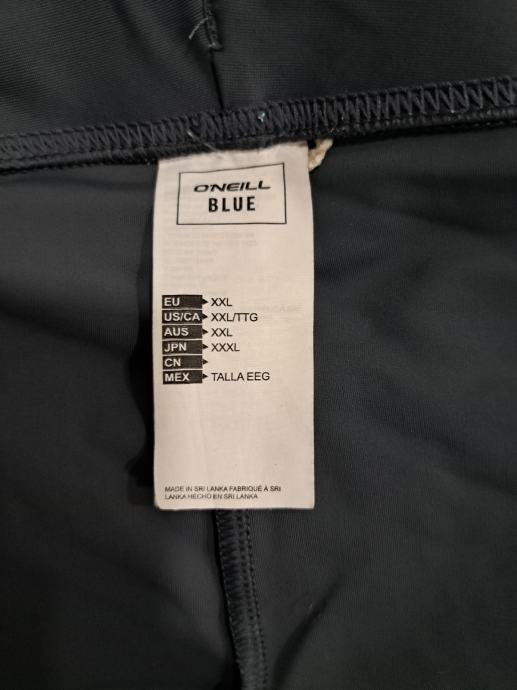 O'NEILL
BLUE
EU XXL
US/CA XXL/TTG
AUS XXL
JPN XXXL
CN
MEX TALLA EEG
MADE IN SRI LANKA FABRIQUÉ À SRI
LANKA HECHO EN SRI LANKA